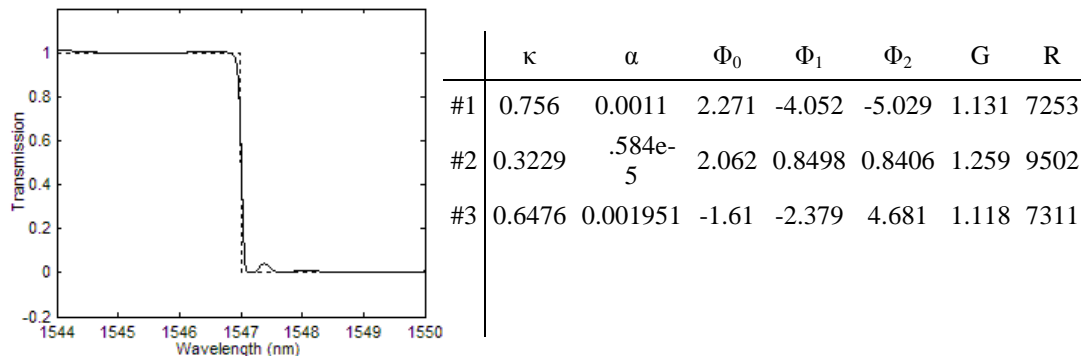 1
0.8
0.6
0.4
0.2
0
-0.2
Transmission
1544 1545 1546 1547 1548 1549 1550
Wavelength (nm)
κ α Φ0 Φ1 Φ2 G R
#1 0.756 0.0011 2.271 -4.052 -5.029 1.131 7253
#2 0.3229 .584e-5 2.062 0.8498 0.8406 1.259 9502
#3 0.6476 0.001951 -1.61 -2.379 4.681 1.118 7311